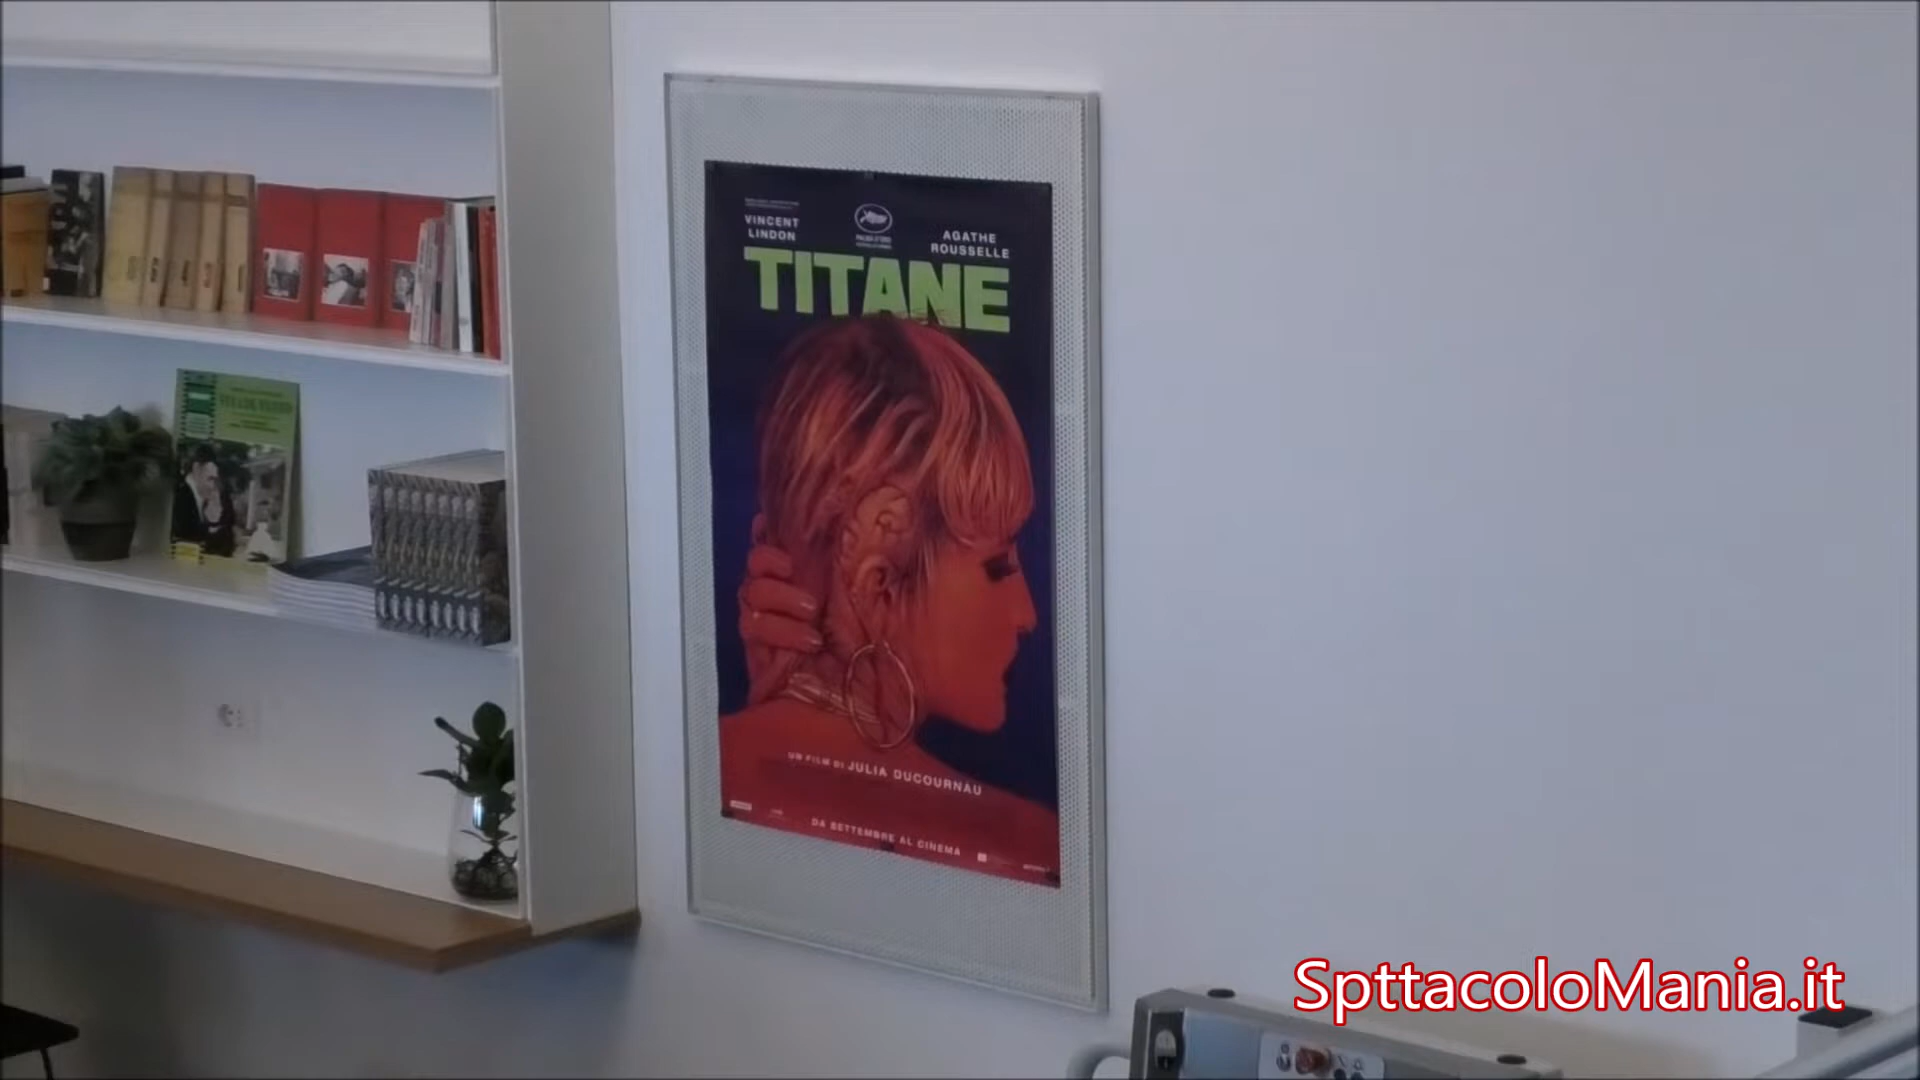 VINCENT
LINDON
AGATHE
ROUSSELLE
TITANE
UN FILM DI JULIA DUCOURNAU
DA SETTEMBRE AL CINEMA
SpttacoloMania.it